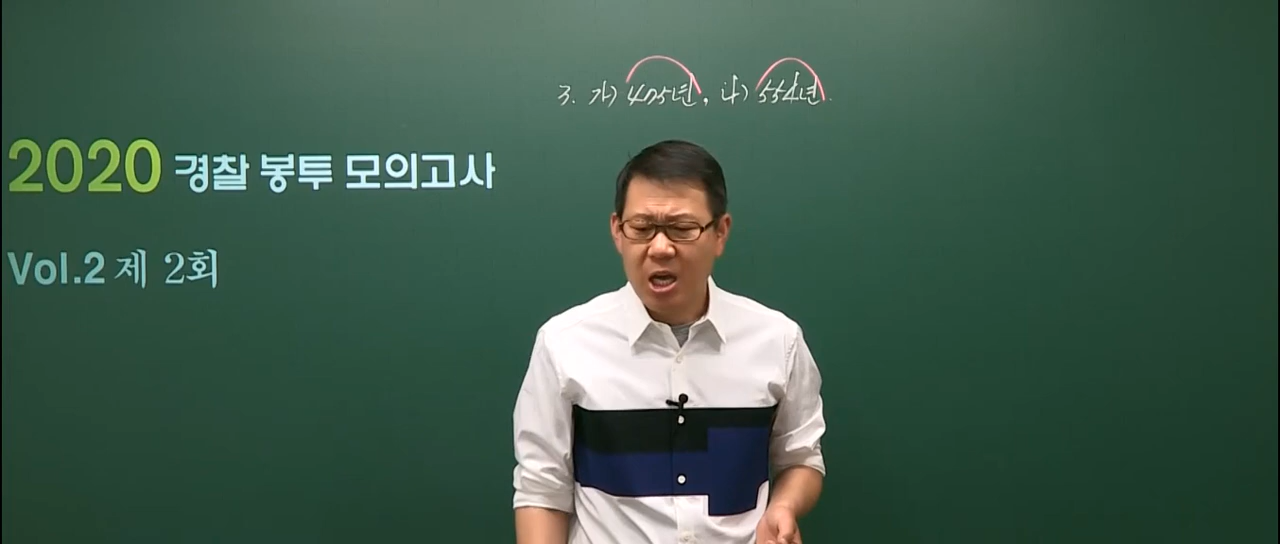 3. 가) 475년, 나) 554년.
2020 경찰 봉투 모의고사
Vol.2 제 2회